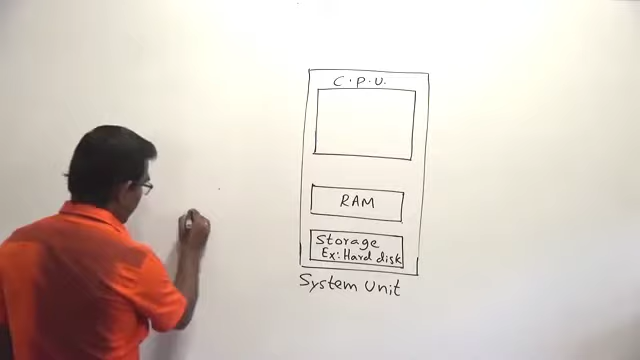 C.P.U.
RAM
Storage
Ex: Hard disk
System Unit